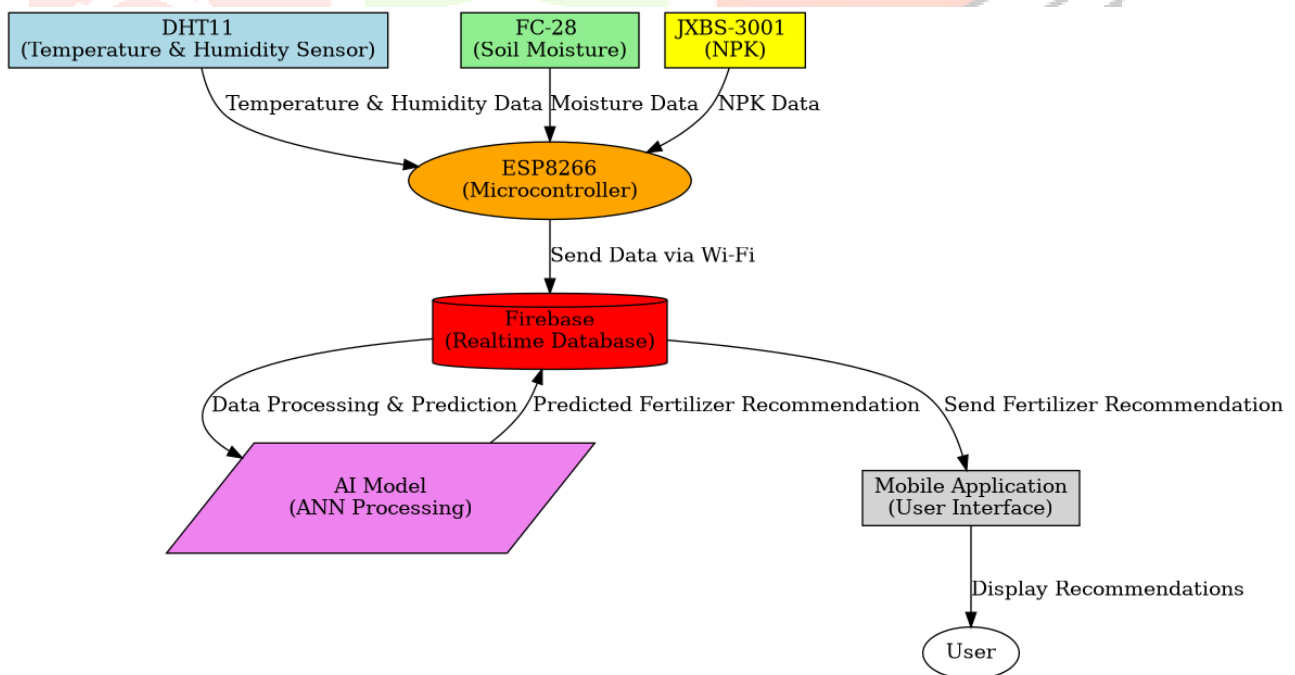 DHT11
(Temperature & Humidity Sensor)
FC-28
(Soil Moisture)
JXBS-3001
(NPK)
Temperature & Humidity Data
Moisture Data
NPK Data
ESP8266
(Microcontroller)
Send Data via Wi-Fi
Firebase
(Realtime Database)
Data Processing & Prediction
Predicted Fertilizer Recommendation
Send Fertilizer Recommendation
AI Model
(ANN Processing)
Mobile Application
(User Interface)
Display Recommendations
User